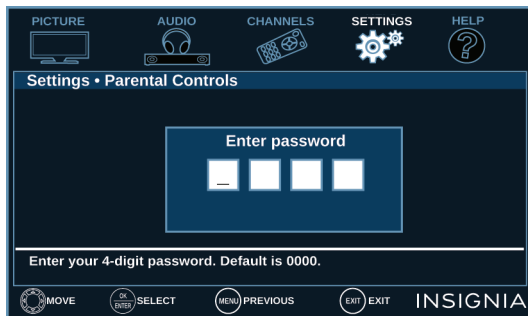 PICTURE AUDIO CHANNELS SETTINGS HELP
?
Settings • Parental Controls
Enter password
_
Enter your 4-digit password. Default is 0000.
MOVE OK ENTER SELECT MENU PREVIOUS EXIT EXIT INSIGNIA